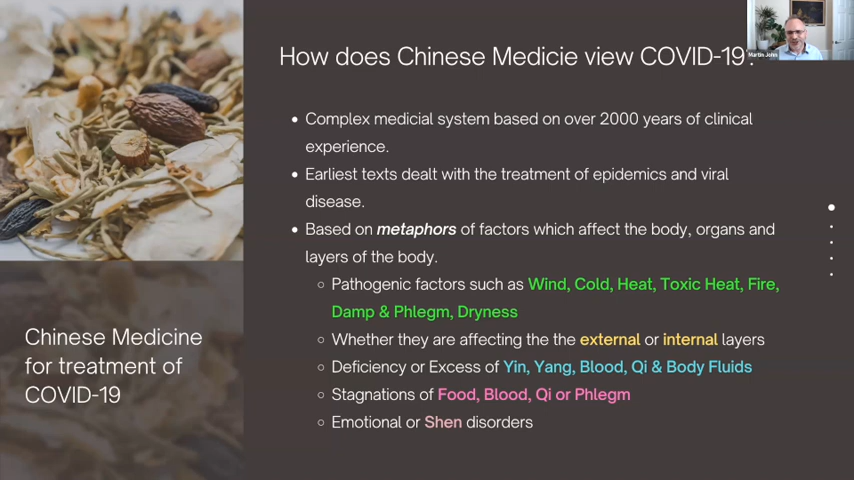 How does Chinese Medicie view COVID-19?
Martin John
• Complex medicial system based on over 2000 years of clinical
experience.
• Earliest texts dealt with the treatment of epidemics and viral
disease.
• Based on metaphors of factors which affect the body, organs and
layers of the body.
○ Pathogenic factors such as Wind, Cold, Heat, Toxic Heat, Fire,
Damp & Phlegm, Dryness
○ Whether they are affecting the the external or internal layers
○ Deficiency or Excess of Yin, Yang, Blood, Qi & Body Fluids
○ Stagnations of Food, Blood, Qi or Phlegm
○ Emotional or Shen disorders
Chinese Medicine
for treatment of
COVID-19